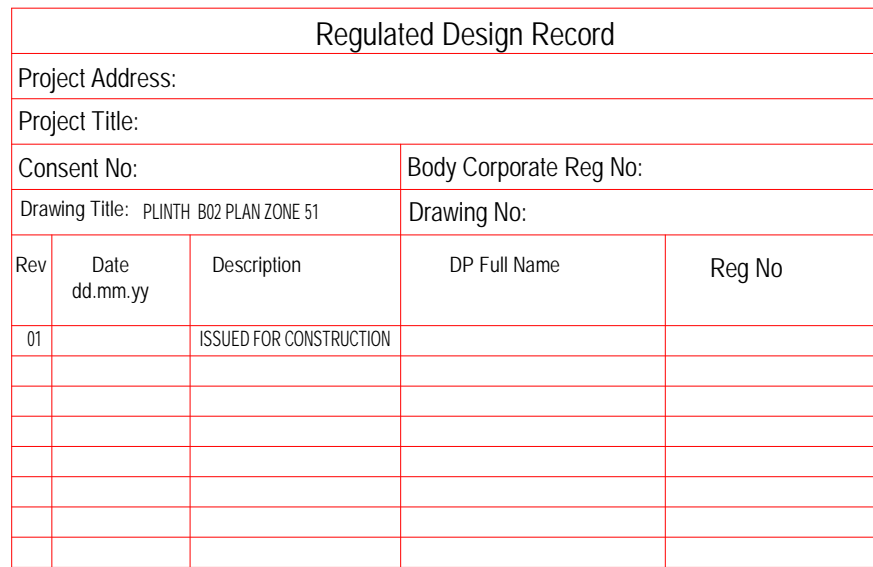 Regulated Design Record
Project Address:
Project Title:
Consent No: Body Corporate Reg No:
Drawing Title: PLINTH B02 PLAN ZONE 51 Drawing No:
Rev Date Description DP Full Name Reg No
dd.mm.yy
01 ISSUED FOR CONSTRUCTION